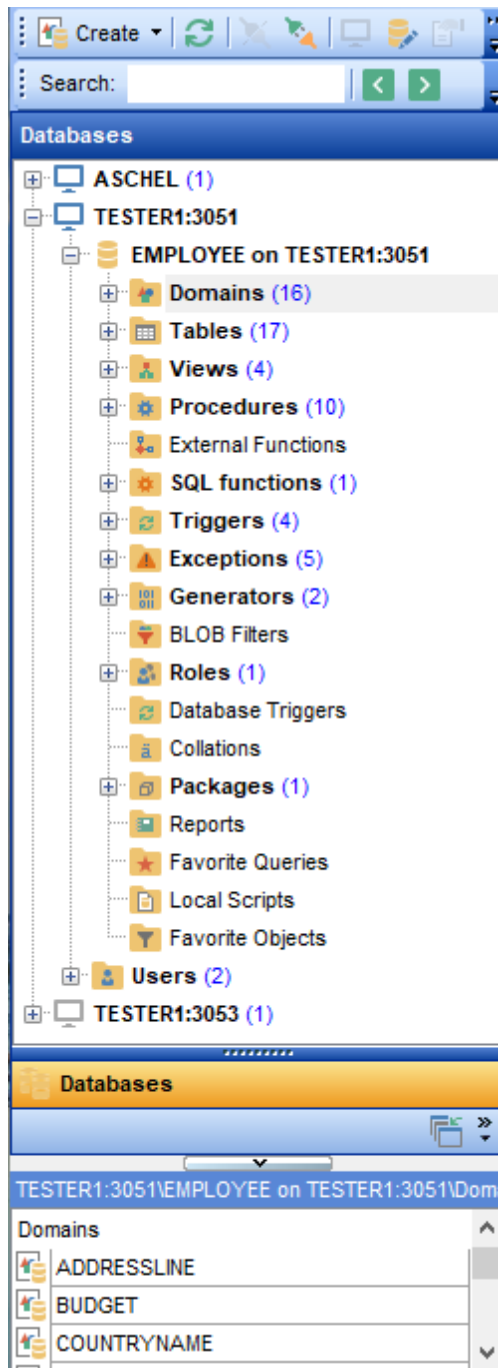 Create
Search:
Databases
ASCHEL (1)
TESTER1:3051
EMPLOYEE on TESTER1:3051
Domains (16)
Tables (17)
Views (4)
Procedures (10)
External Functions
SQL functions (1)
Triggers (4)
Exceptions (5)
Generators (2)
BLOB Filters
Roles (1)
Database Triggers
Collations
Packages (1)
Reports
Favorite Queries
Local Scripts
Favorite Objects
Users (2)
TESTER1:3053 (1)
Databases
TESTER1:3051\EMPLOYEE on TESTER1:3051\Dom
Domains
ADDRESSLINE
BUDGET
COUNTRYNAME